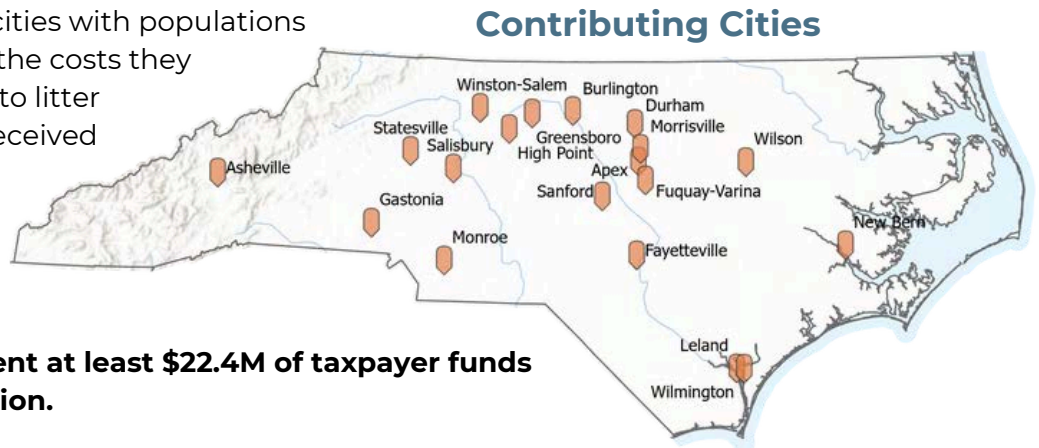 cities with populations
the costs they
to litter
eceived
Contributing Cities
Winston-Salem
Burlington
Durham
Morrisville
Statesville
Greensboro
Wilson
Salisbury
High Point
Asheville
Apex
Sanford
Fuquay-Varina
Gastonia
New Bern
Monroe
Fayetteville
Leland
Wilmington
ent at least $22.4M of taxpayer funds
ion.